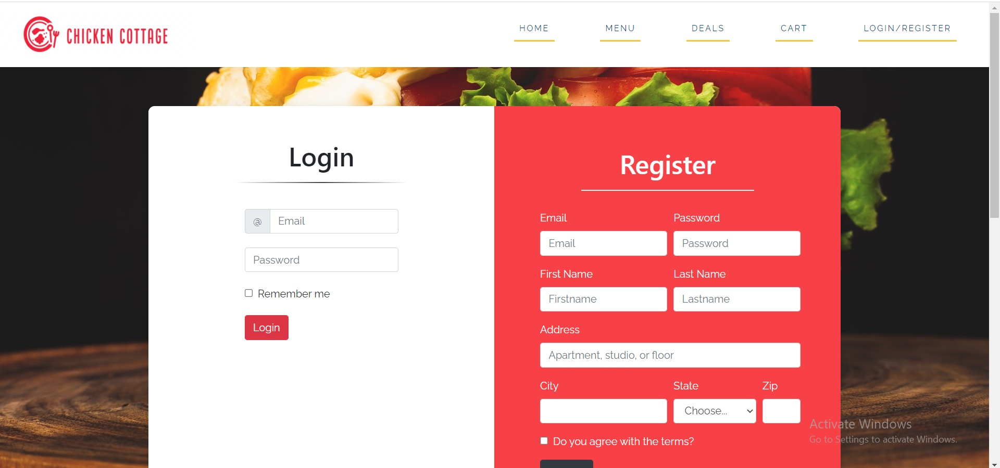 CHICKEN COTTAGE
HOME MENU DEALS CART LOGIN/REGISTER
Login
@ Email
Password
Remember me
Login
Register
Email Password
Email Password
First Name Last Name
Firstname Lastname
Address
Apartment, studio, or floor
City State Zip
Choose...
Do you agree with the terms?
Activate Windows
Go to Settings to activate Windows.